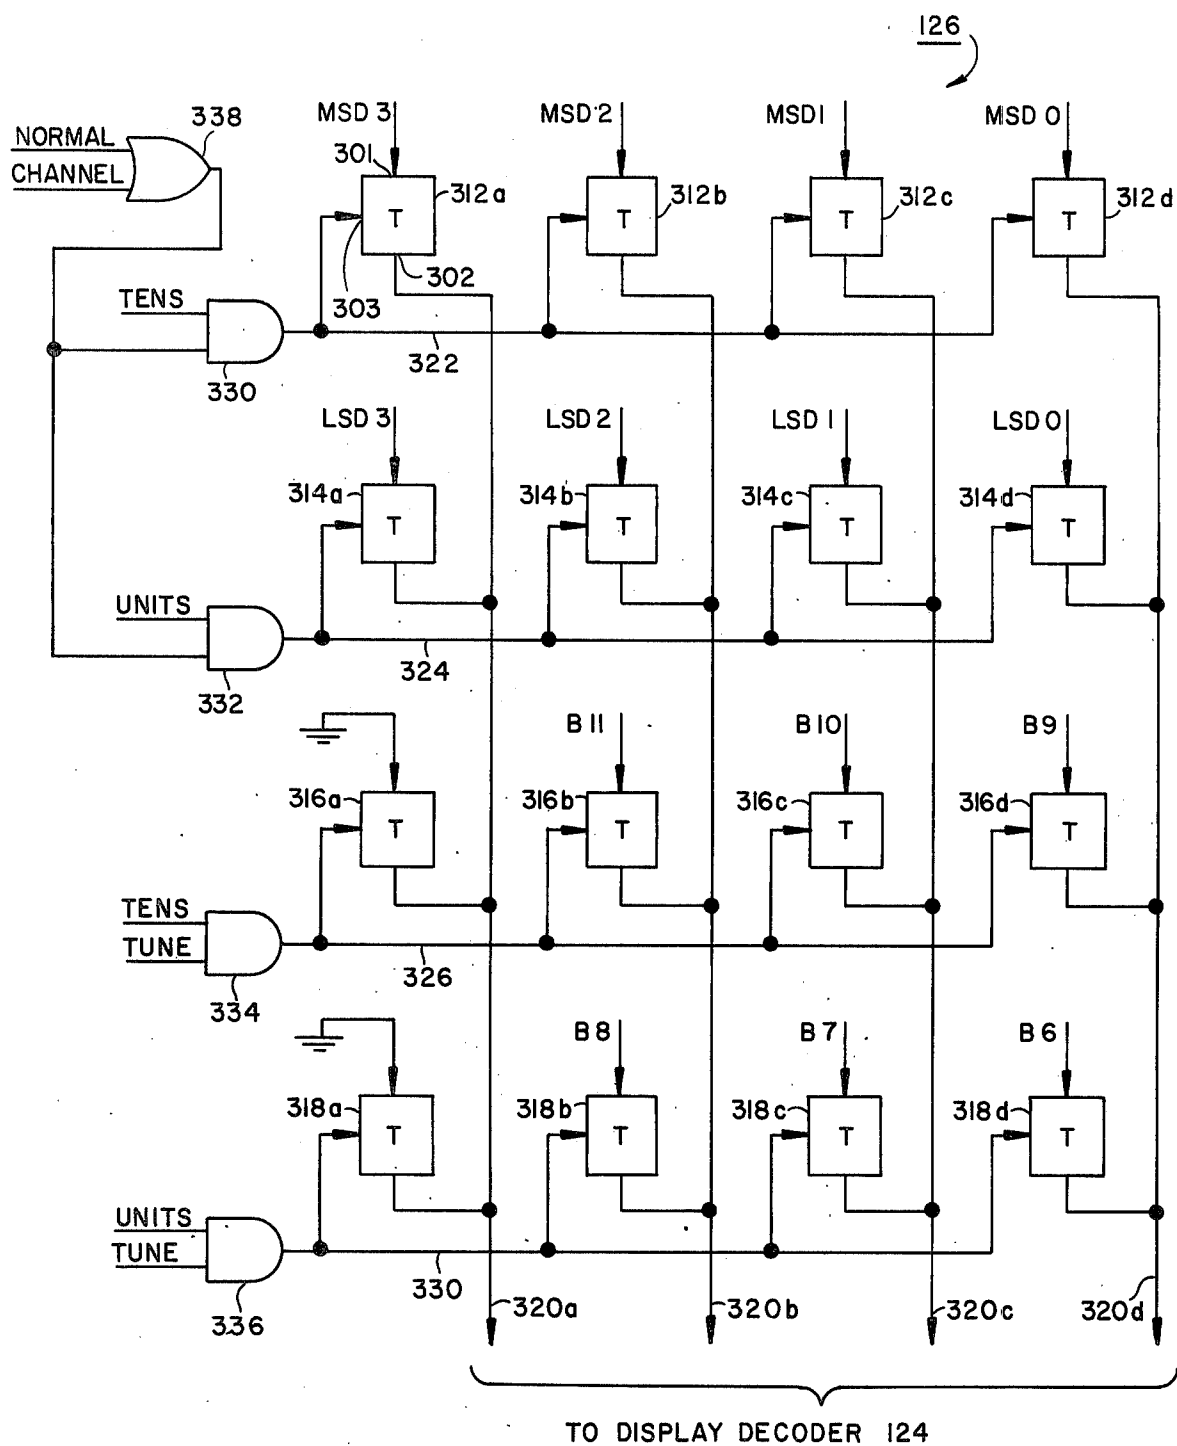 126
NORMAL
CHANNEL
338
MSD 3
MSD 2
MSD 1
MSD 0
301
T
312a
T
312b
T
312c
T
312d
302
303
TENS
330
322
LSD 3
LSD 2
LSD 1
LSD 0
314a
T
314b
T
314c
T
314d
T
UNITS
332
324
B11
B10
B9
316a
T
316b
T
316c
T
316d
T
TENS
TUNE
334
326
B8
B7
B6
318a
T
318b
T
318c
T
318d
T
UNITS
TUNE
336
330
320a
320b
320c
320d
TO DISPLAY DECODER 124